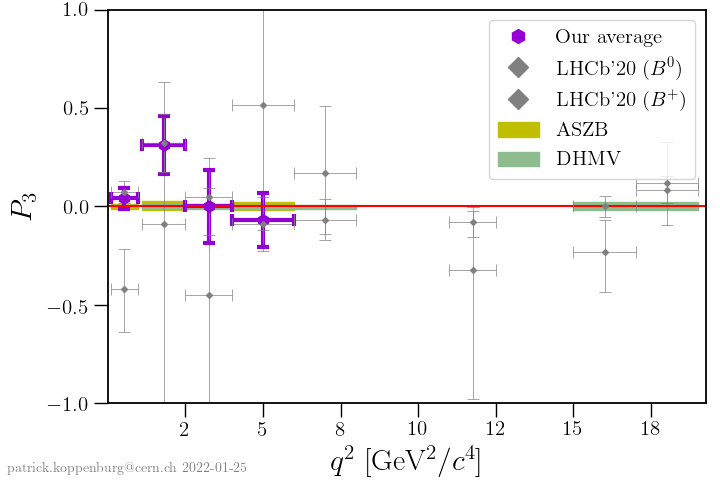 1.0
0.5
0.0
−0.5
−1.0
P₃
Our average
LHCb'20 (B⁰)
LHCb'20 (B⁺)
ASZB
DHMV
2 5 8 10 12 15 18
q² [GeV²/c⁴]
patrick.koppenburg@cern.ch 2022-01-25